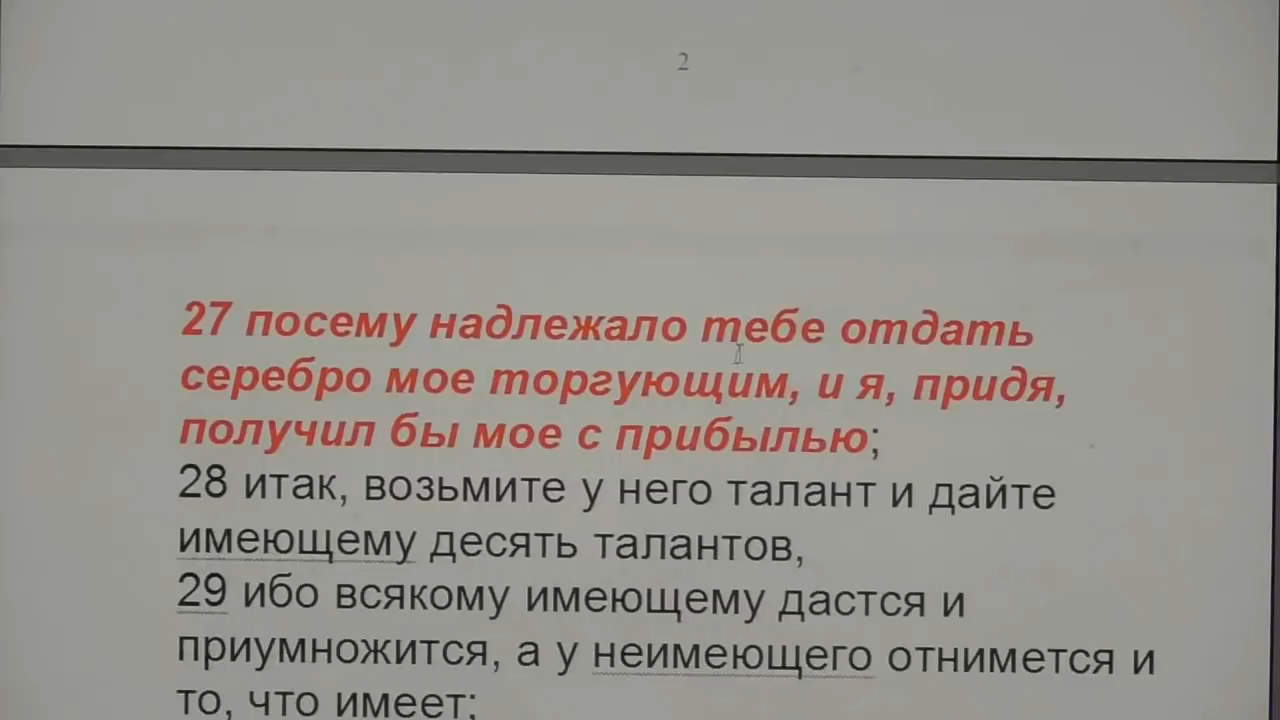 2
27 посему надлежало тебе отдать
серебро мое торгующим, и я, придя,
получил бы мое с прибылью;
28 итак, возьмите у него талант и дайте
имеющему десять талантов,
29 ибо всякому имеющему дастся и
приумножится, а у неимеющего отнимется и
то, что имеет;